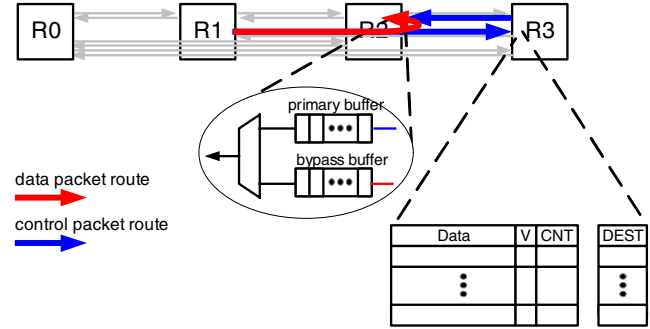 R0 R1 R2 R3
primary buffer
bypass buffer
data packet route
control packet route
Data V CNT DEST